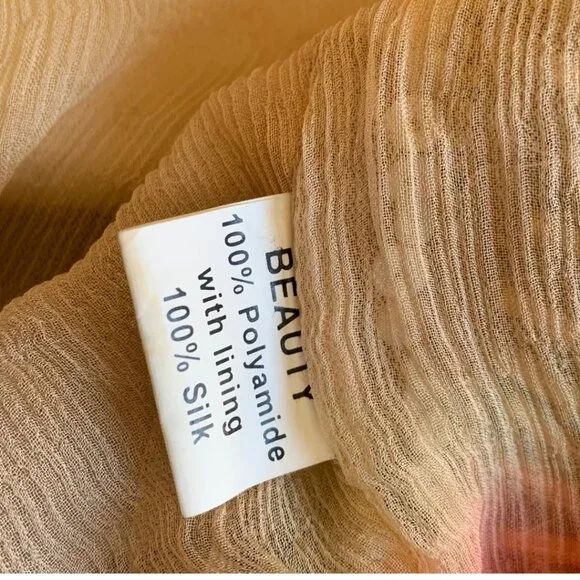 BEAUTY
100% Polyamide
with lining
100% Silk